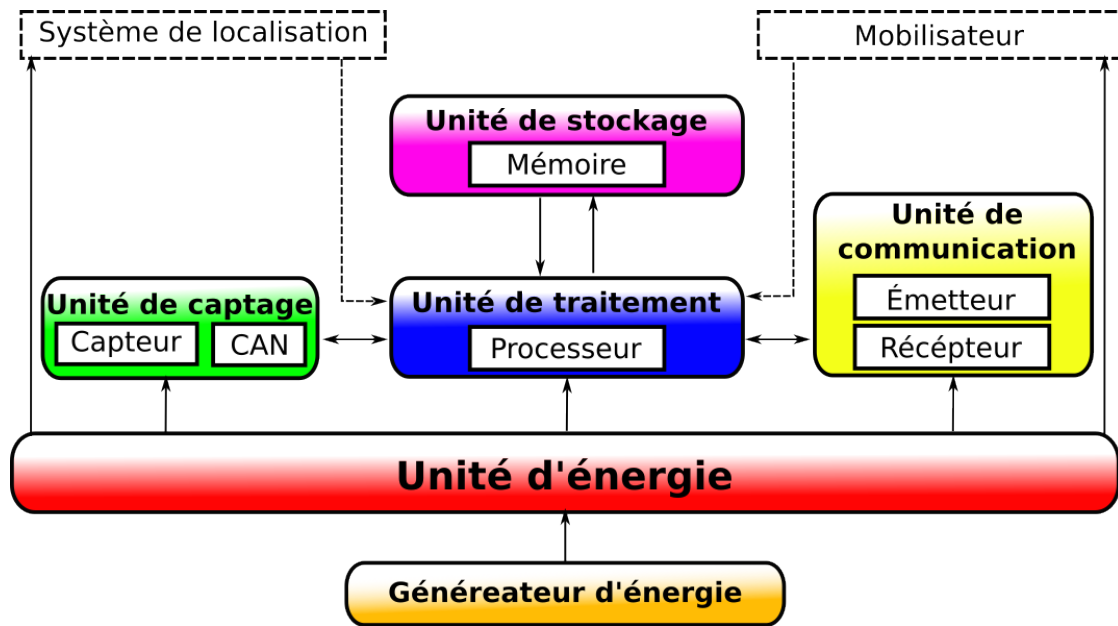 Système de localisation
Mobilisateur
Unité de stockage
Mémoire
Unité de
communication
Émetteur
Récépteur
Unité de captage
Capteur
CAN
Unité de traitement
Processeur
Unité d'énergie
Généreateur d'énergie